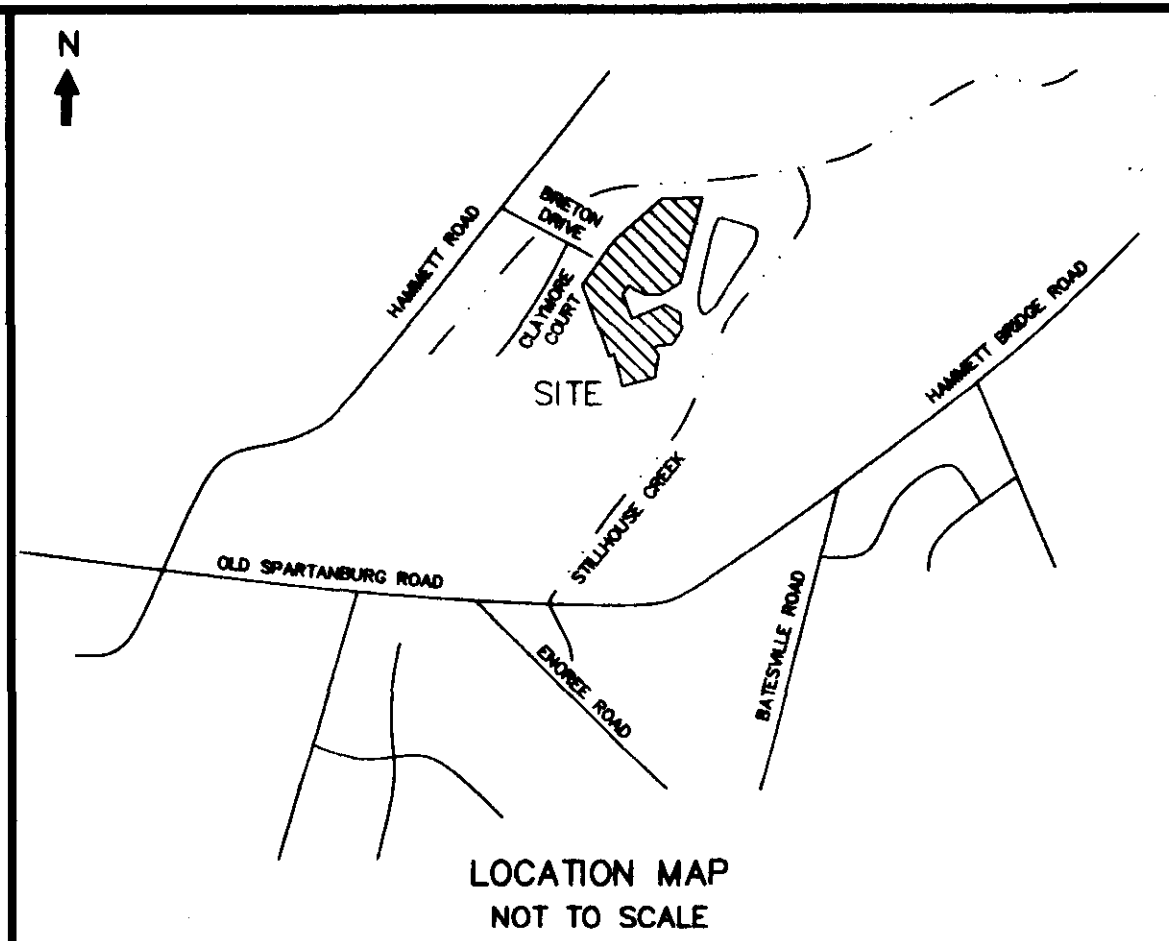 N
HAMMETT ROAD
BRETON
DRIVE
CLAYMORE
COURT
SITE
HAMMETT BRIDGE ROAD
STILLHOUSE CREEK
OLD SPARTANBURG ROAD
ENOREE ROAD
BATESVILLE ROAD
LOCATION MAP
NOT TO SCALE